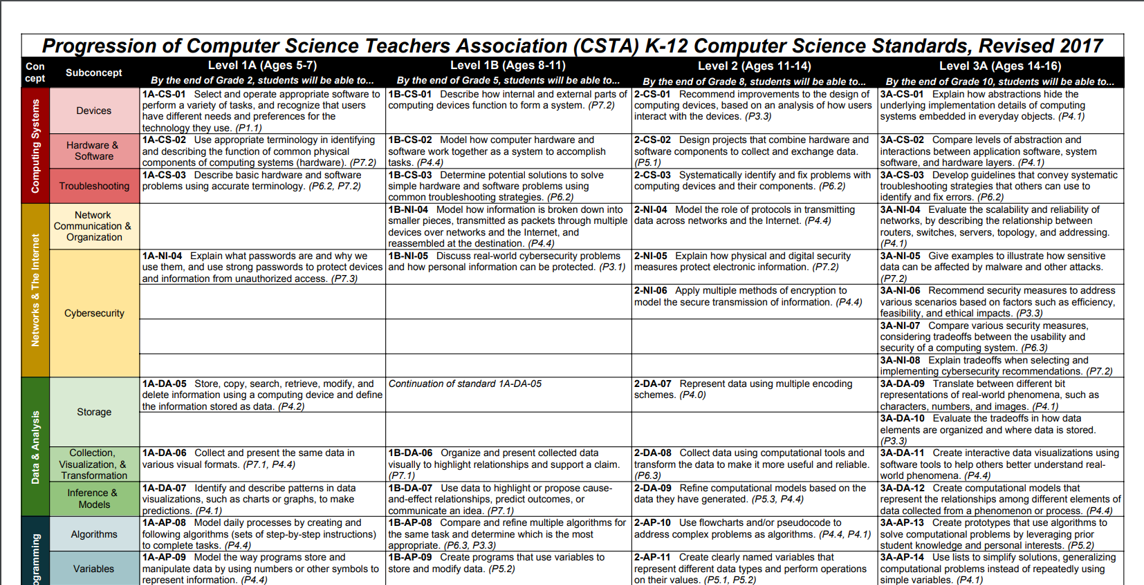 Progression of Computer Science Teachers Association (CSTA) K-12 Computer Science Standards, Revised 2017
Con
cept
Subconcept
Level 1A (Ages 5-7)
By the end of Grade 2, students will be able to...
Level 1B (Ages 8-11)
By the end of Grade 5, students will be able to...
Level 2 (Ages 11-14)
By the end of Grade 8, students will be able to...
Level 3A (Ages 14-16)
By the end of Grade 10, students will be able to...
Computing Systems
Devices
1A-CS-01 Select and operate appropriate software to
perform a variety of tasks, and recognize that users
have different needs and preferences for the
technology they use. (P1.1)
1B-CS-01 Describe how internal and external parts of
computing devices function to form a system. (P7.2)
2-CS-01 Recommend improvements to the design of
computing devices, based on an analysis of how users
interact with the devices. (P3.3)
3A-CS-01 Explain how abstractions hide the
underlying implementation details of computing
systems embedded in everyday objects. (P4.1)
Hardware &
Software
1A-CS-02 Use appropriate terminology in identifying
and describing the function of common physical
components of computing systems (hardware). (P7.2)
1B-CS-02 Model how computer hardware and
software work together as a system to accomplish
tasks. (P4.4)
2-CS-02 Design projects that combine hardware and
software components to collect and exchange data.
(P5.1)
3A-CS-02 Compare levels of abstraction and
interactions between application software, system
software, and hardware layers. (P4.1)
Troubleshooting
1A-CS-03 Describe basic hardware and software
problems using accurate terminology. (P6.2, P7.2)
1B-CS-03 Determine potential solutions to solve
simple hardware and software problems using
common troubleshooting strategies. (P6.2)
2-CS-03 Systematically identify and fix problems with
computing devices and their components. (P6.2)
3A-CS-03 Develop guidelines that convey systematic
troubleshooting strategies that others can use to
identify and fix errors. (P6.2)
Networks & The Internet
Network
Communication &
Organization
1B-NI-04 Model how information is broken down into
smaller pieces, transmitted as packets through multiple
devices over networks and the Internet, and
reassembled at the destination. (P4.4)
2-NI-04 Model the role of protocols in transmitting
data across networks and the Internet. (P4.4)
3A-NI-04 Evaluate the scalability and reliability of
networks, by describing the relationship between
routers, switches, servers, topology, and addressing.
(P4.1)
Cybersecurity
1A-NI-04 Explain what passwords are and why we
use them, and use strong passwords to protect devices
and information from unauthorized access. (P7.3)
1B-NI-05 Discuss real-world cybersecurity problems
and how personal information can be protected. (P3.1)
2-NI-05 Explain how physical and digital security
measures protect electronic information. (P7.2)
3A-NI-05 Give examples to illustrate how sensitive
data can be affected by malware and other attacks.
(P7.2)
2-NI-06 Apply multiple methods of encryption to
model the secure transmission of information. (P4.4)
3A-NI-06 Recommend security measures to address
various scenarios based on factors such as efficiency,
feasibility, and ethical impacts. (P3.3)
3A-NI-07 Compare various security measures,
considering tradeoffs between the usability and
security of a computing system. (P6.3)
3A-NI-08 Explain tradeoffs when selecting and
implementing cybersecurity recommendations. (P7.2)
Data & Analysis
Storage
1A-DA-05 Store, copy, search, retrieve, modify, and
delete information using a computing device and define
the information stored as data. (P4.2)
Continuation of standard 1A-DA-05
2-DA-07 Represent data using multiple encoding
schemes. (P4.0)
3A-DA-09 Translate between different bit
representations of real-world phenomena, such as
characters, numbers, and images. (P4.1)
3A-DA-10 Evaluate the tradeoffs in how data
elements are organized and where data is stored.
(P3.3)
Collection,
Visualization, &
Transformation
1A-DA-06 Collect and present the same data in
various visual formats. (P7.1, P4.4)
1B-DA-06 Organize and present collected data
visually to highlight relationships and support a claim.
(P7.1)
2-DA-08 Collect data using computational tools and
transform the data to make it more useful and reliable.
(P6.3)
3A-DA-11 Create interactive data visualizations using
software tools to help others better understand real-
world phenomena. (P4.4)
Inference &
Models
1A-DA-07 Identify and describe patterns in data
visualizations, such as charts or graphs, to make
predictions. (P4.1)
1B-DA-07 Use data to highlight or propose cause-
and-effect relationships, predict outcomes, or
communicate an idea. (P7.1)
2-DA-09 Refine computational models based on the
data they have generated. (P5.3, P4.4)
3A-DA-12 Create computational models that
represent the relationships among different elements of
data collected from a phenomenon or process. (P4.4)
ogramming
Algorithms
1A-AP-08 Model daily processes by creating and
following algorithms (sets of step-by-step instructions)
to complete tasks. (P4.4)
1B-AP-08 Compare and refine multiple algorithms for
the same task and determine which is the most
appropriate. (P6.3, P3.3)
2-AP-10 Use flowcharts and/or pseudocode to
address complex problems as algorithms. (P4.4, P4.1)
3A-AP-13 Create prototypes that use algorithms to
solve computational problems by leveraging prior
student knowledge and personal interests. (P5.2)
Variables
1A-AP-09 Model the way programs store and
manipulate data by using numbers or other symbols to
represent information. (P4.4)
1B-AP-09 Create programs that use variables to
store and modify data. (P5.2)
2-AP-11 Create clearly named variables that
represent different data types and perform operations
on their values. (P5.1, P5.2)
3A-AP-14 Use lists to simplify solutions, generalizing
computational problems instead of repeatedly using
simple variables. (P4.1)